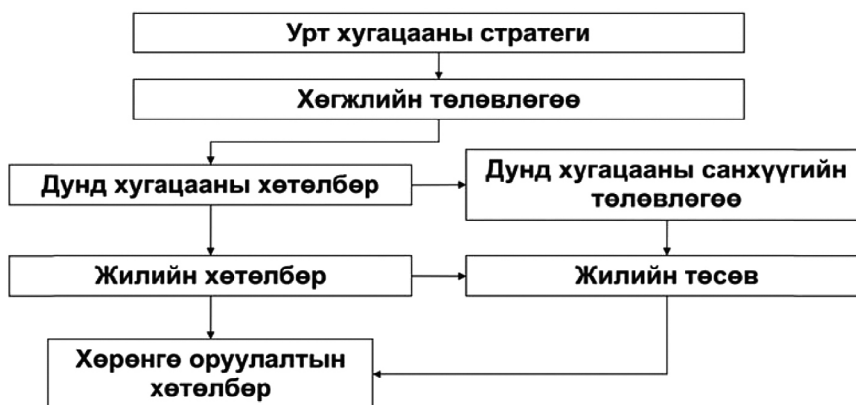 Урт хугацааны стратеги
Хөгжлийн төлөвлөгөө
Дунд хугацааны хөтөлбөр
Дунд хугацааны санхүүгийн
төлөвлөгөө
Жилийн хөтөлбөр
Жилийн төсөв
Хөрөнгө оруулалтын
хөтөлбөр